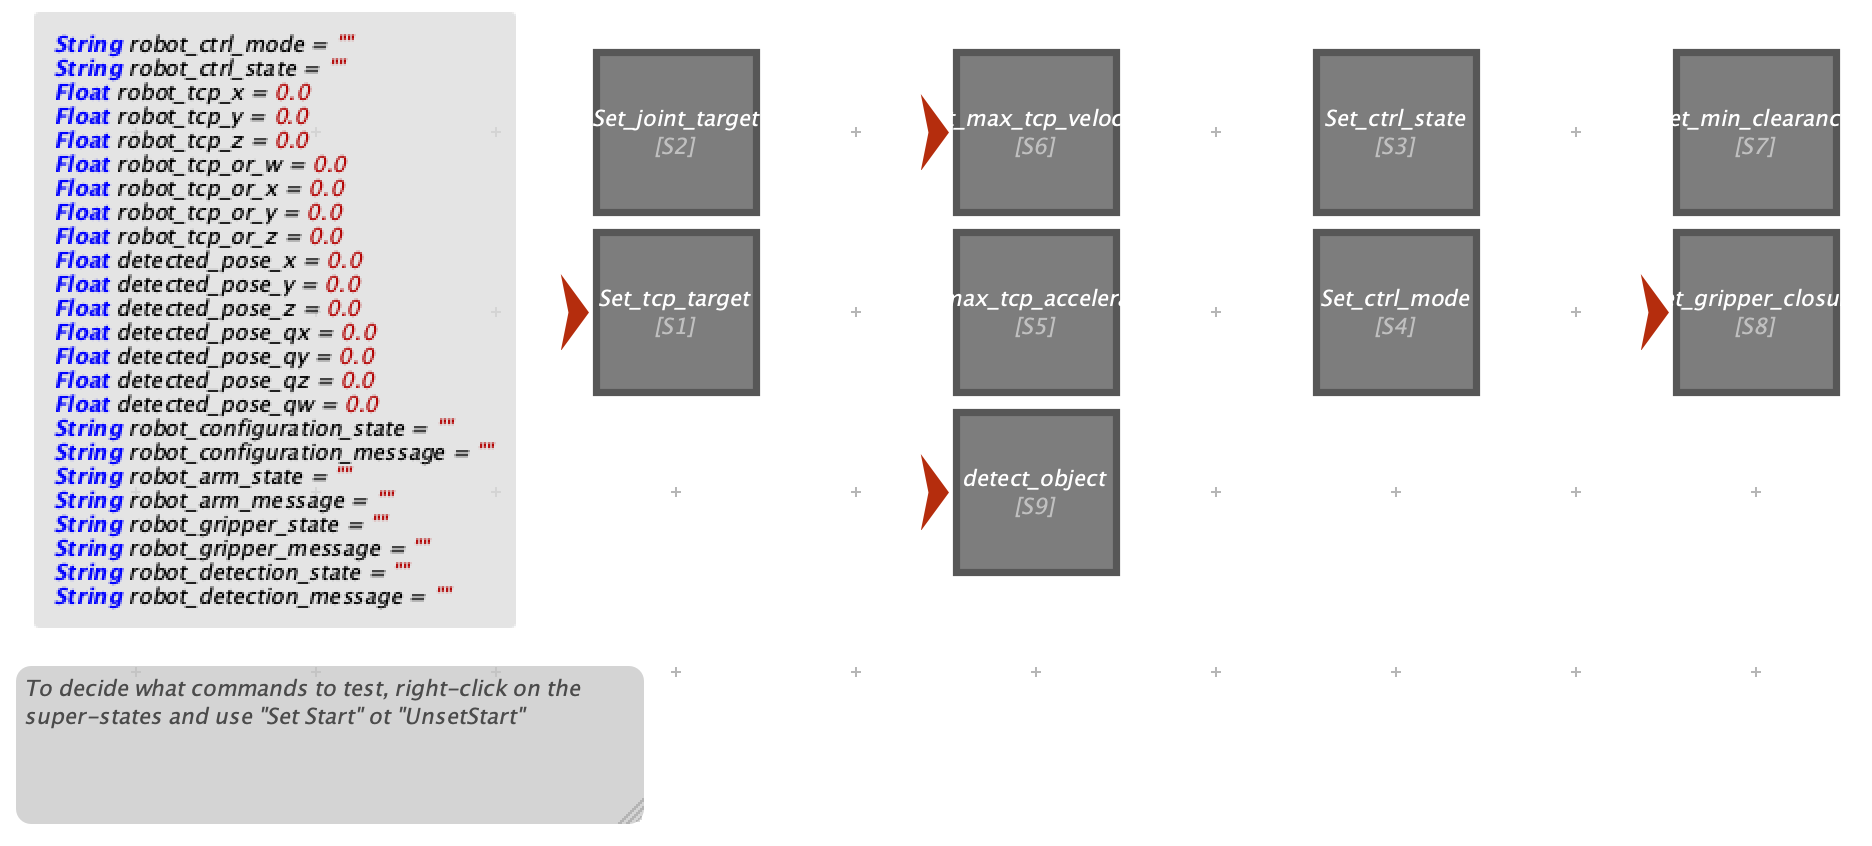 String robot_ctrl_mode = ""
String robot_ctrl_state = ""
Float robot_tcp_x = 0.0
Float robot_tcp_y = 0.0
Float robot_tcp_z = 0.0
Float robot_tcp_or_w = 0.0
Float robot_tcp_or_x = 0.0
Float robot_tcp_or_y = 0.0
Float robot_tcp_or_z = 0.0
Float detected_pose_x = 0.0
Float detected_pose_y = 0.0
Float detected_pose_z = 0.0
Float detected_pose_qx = 0.0
Float detected_pose_qy = 0.0
Float detected_pose_qz = 0.0
Float detected_pose_qw = 0.0
String robot_configuration_state = ""
String robot_configuration_message = ""
String robot_arm_state = ""
String robot_arm_message = ""
String robot_gripper_state = ""
String robot_gripper_message = ""
String robot_detection_state = ""
String robot_detection_message = ""
Set_joint_target
[S2]
_max_tcp_veloc
[S6]
Set_ctrl_state
[S3]
et_min_clearanc
[S7]
Set_tcp_target
[S1]
max_tcp_acceler
[S5]
Set_ctrl_mode
[S4]
et_gripper_closu
[S8]
detect_object
[S9]
To decide what commands to test, right-click on the
super-states and use "Set Start" ot "UnsetStart"